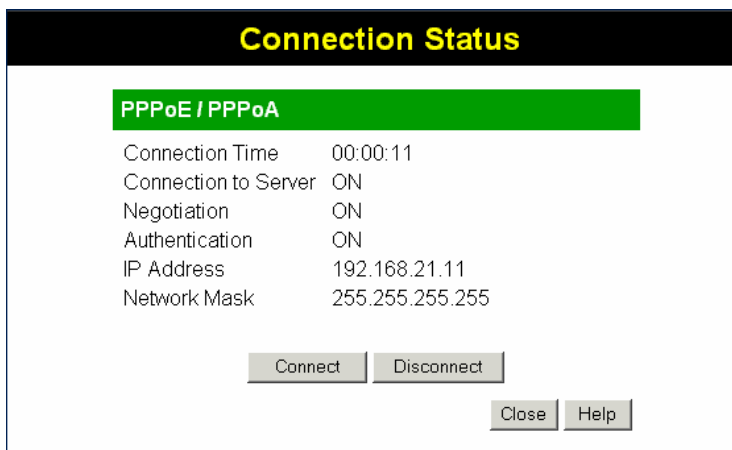 Connection Status
PPPoE / PPPoA
Connection Time 00:00:11
Connection to Server ON
Negotiation ON
Authentication ON
IP Address 192.168.21.11
Network Mask 255.255.255.255
Connect Disconnect
Close Help